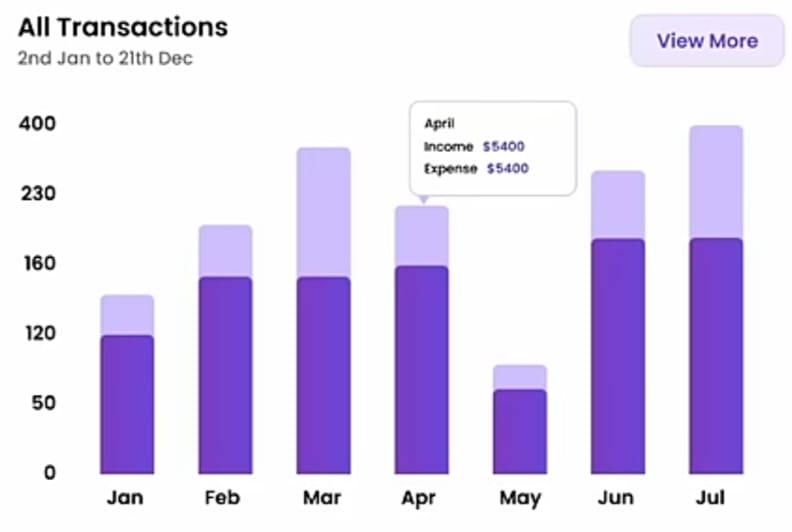 All Transactions
2nd Jan to 21th Dec
View More
400
230
160
120
50
0
April
Income $5400
Expense $5400
Jan Feb Mar Apr May Jun Jul